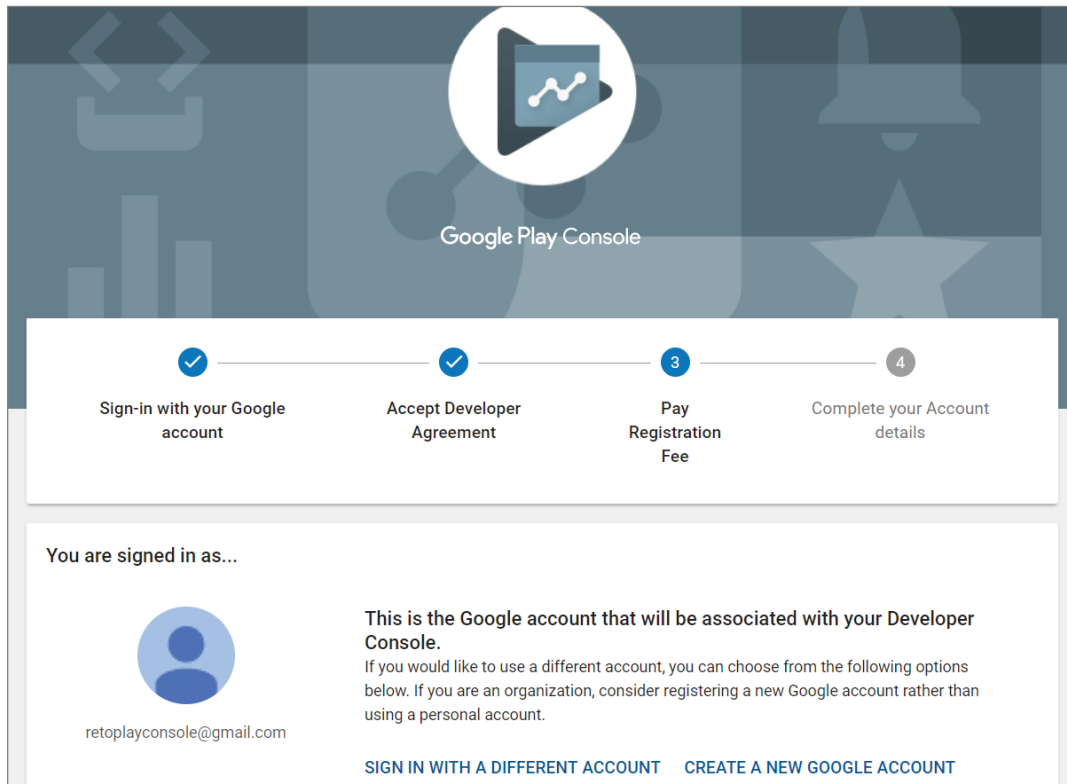 Google Play Console
3
4
Sign-in with your Google
account
Accept Developer
Agreement
Pay
Registration
Fee
Complete your Account
details
You are signed in as...
retoplayconsole@gmail.com
This is the Google account that will be associated with your Developer
Console.
If you would like to use a different account, you can choose from the following options
below. If you are an organization, consider registering a new Google account rather than
using a personal account.
SIGN IN WITH A DIFFERENT ACCOUNT
CREATE A NEW GOOGLE ACCOUNT